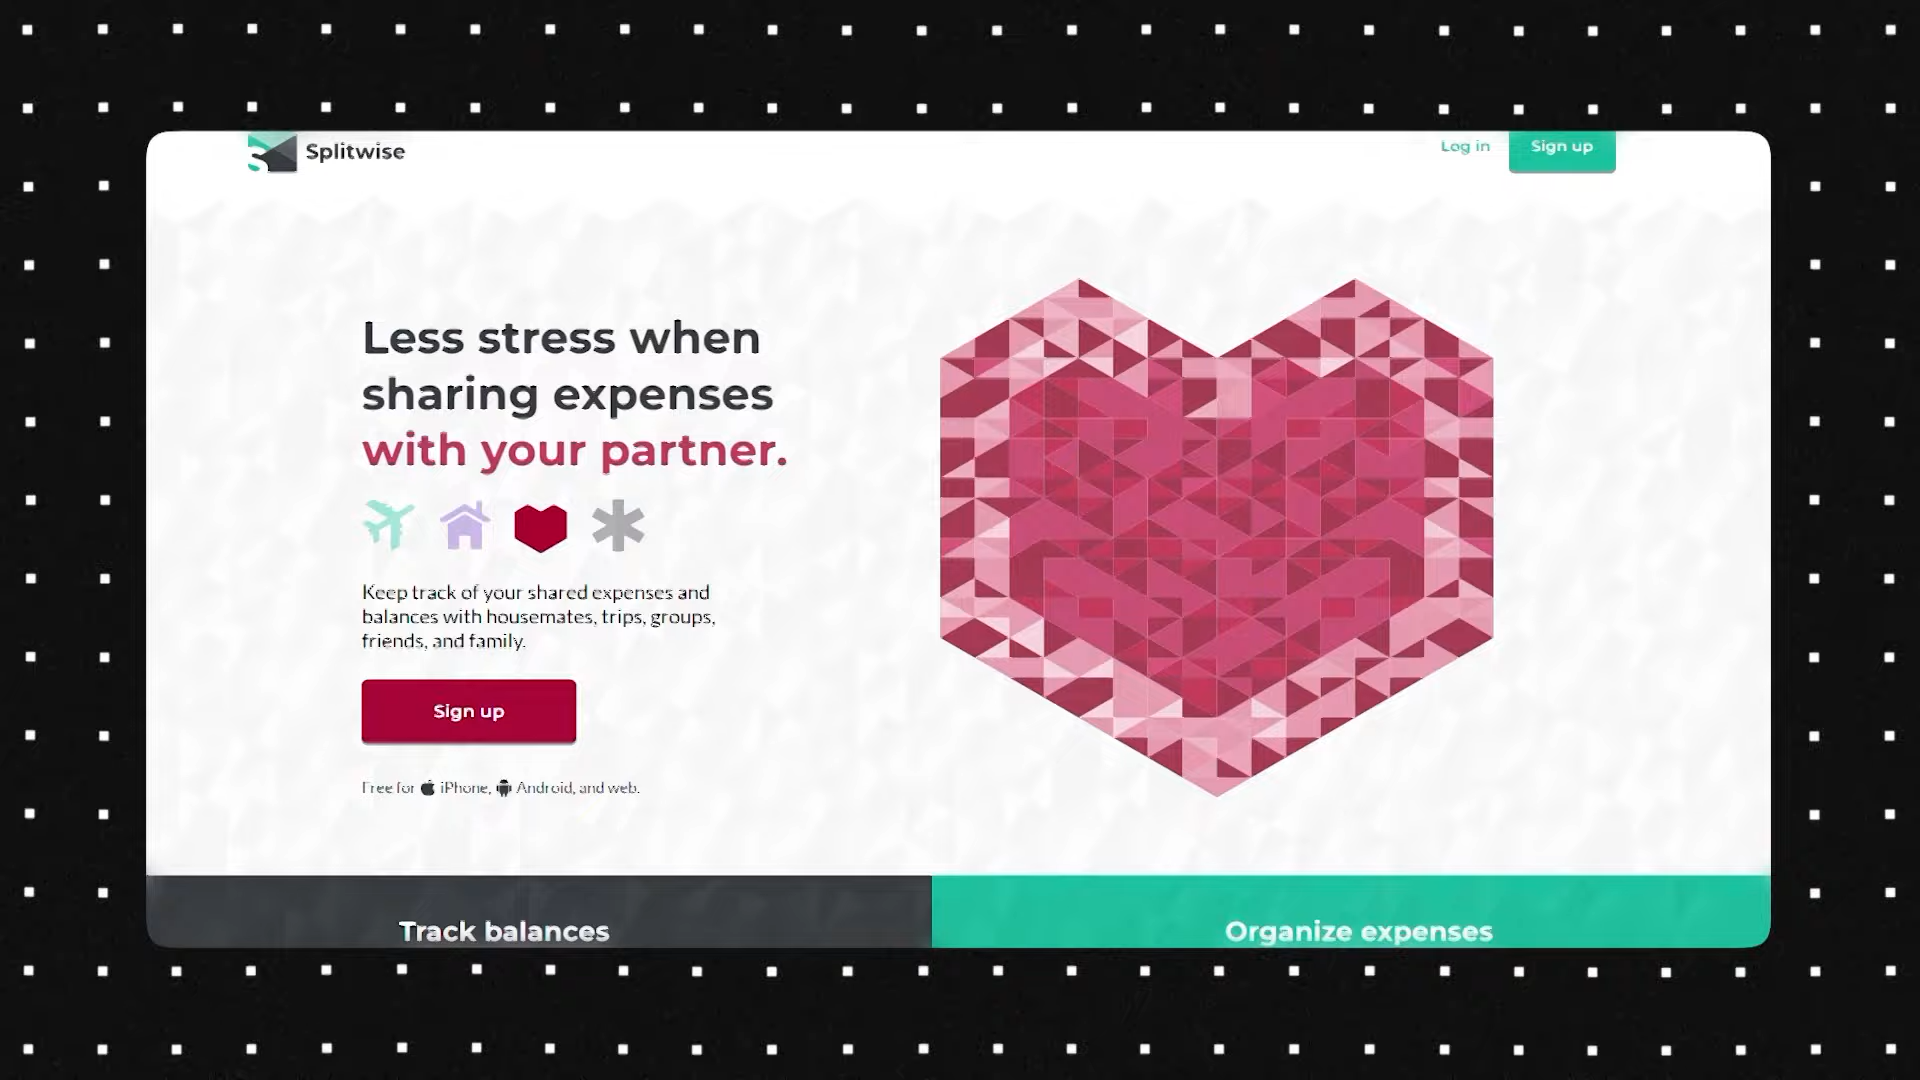 Splitwise
Log in
Sign up
Less stress when
sharing expenses
with your partner.
Keep track of your shared expenses and
balances with housemates, trips, groups,
friends, and family.
Sign up
Free for iPhone, Android, and web.
Track balances
Organize expenses